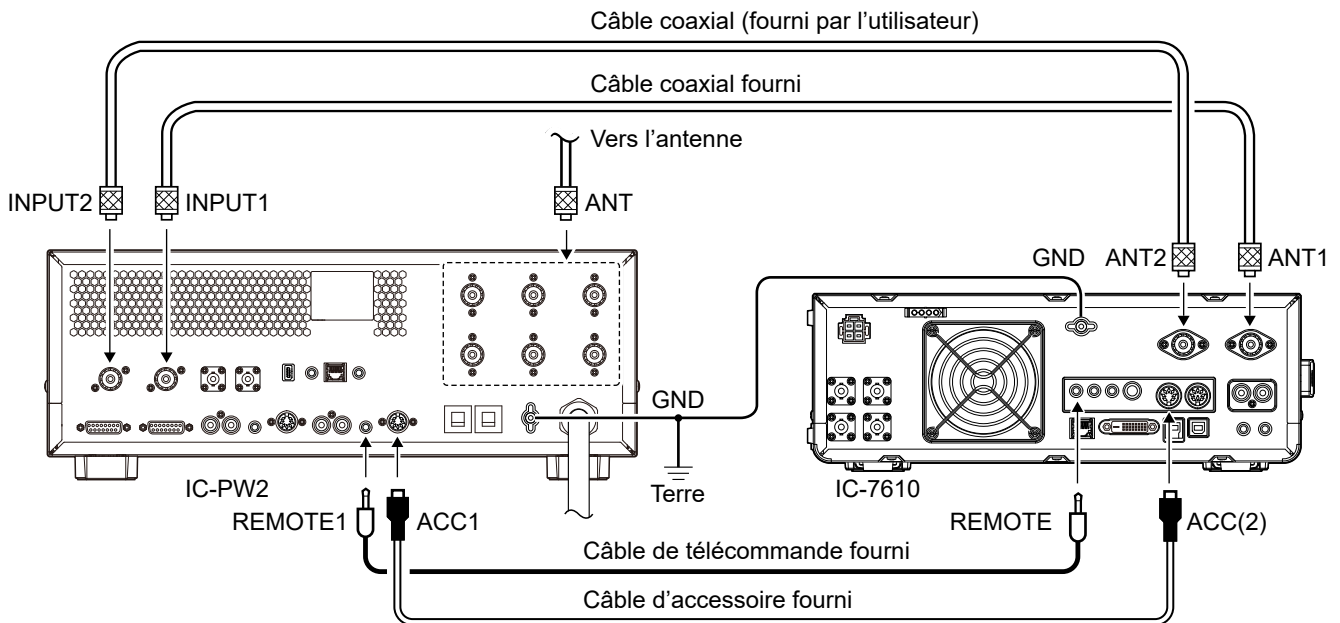 Câble coaxial (fourni par l'utilisateur)
Câble coaxial fourni
Vers l'antenne
INPUT2
INPUT1
ANT
GND
ANT2
ANT1
GND
Terre
IC-PW2
IC-7610
REMOTE1
ACC1
REMOTE
ACC(2)
Câble de télécommande fourni
Câble d'accessoire fourni